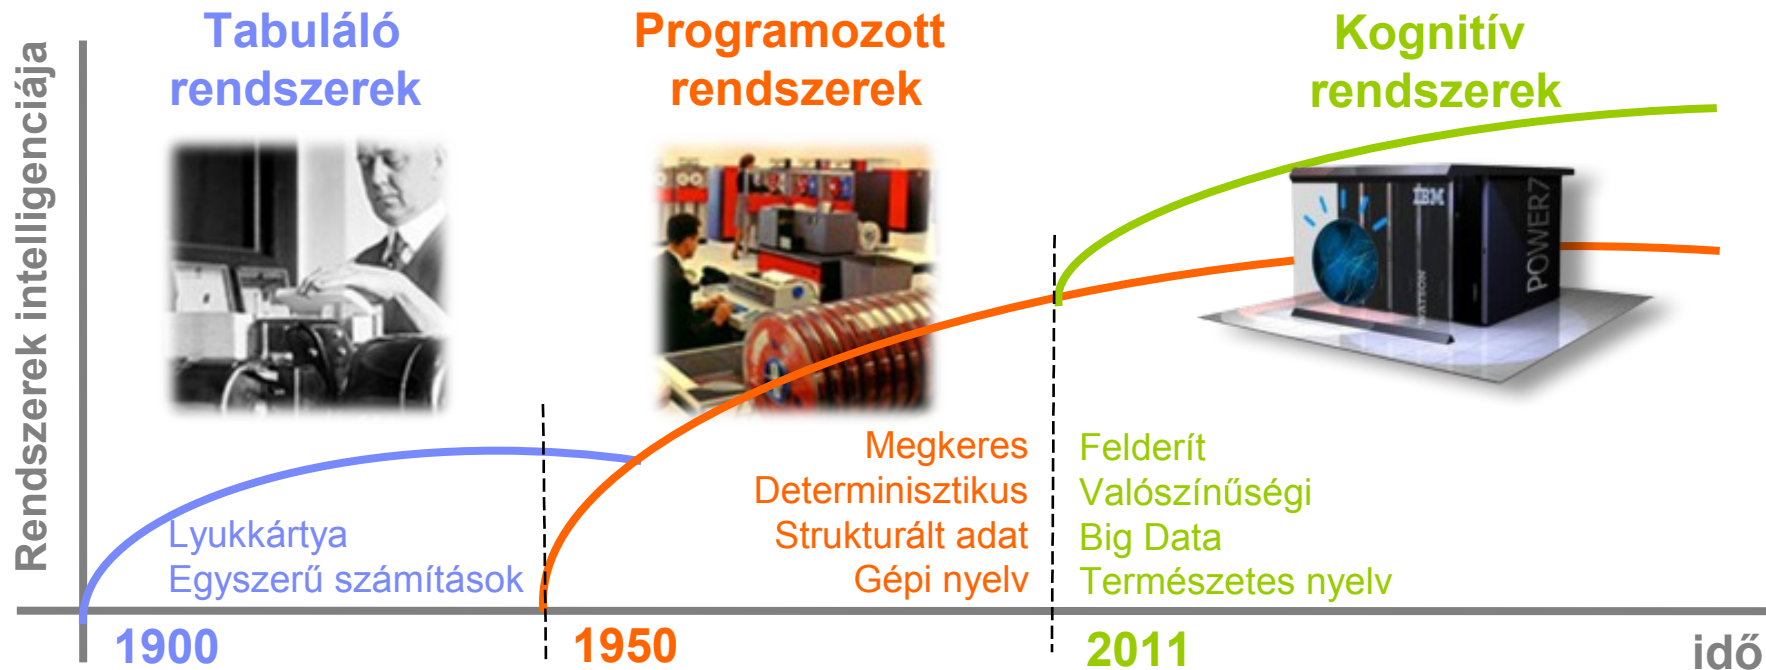 Tabuláló
rendszerek
Programozott
rendszerek
Kognitív
rendszerek
Rendszerek intelligenciája
IBM
POWER7
WATSON
Lyukkártya
Egyszerű számítások
Megkeres
Determinisztikus
Strukturált adat
Gépi nyelv
Felderít
Valószínűségi
Big Data
Természetes nyelv
1900
1950
2011
idő